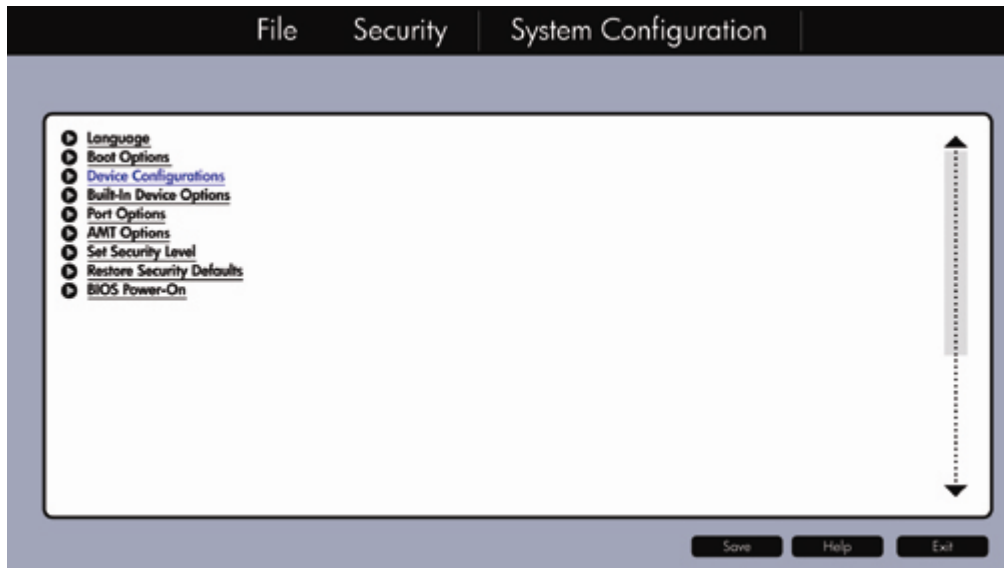 File Security System Configuration
Language
Boot Options
Device Configurations
Built-In Device Options
Port Options
AMT Options
Set Security Level
Restore Security Defaults
BIOS Power-On
Save Help Exit